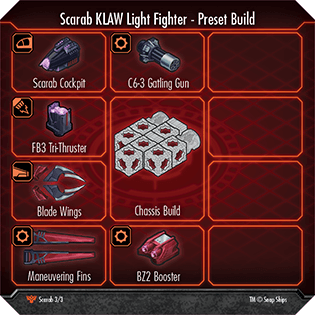 Scarab KLAW Light Fighter - Preset Build
Scarab Cockpit
C6-3 Gatling Gun
FB3 Tri-Thruster
Blade Wings
Chassis Build
Maneuvering Fins
BZ2 Booster
Scarab 3/3
TM © Snap Ships